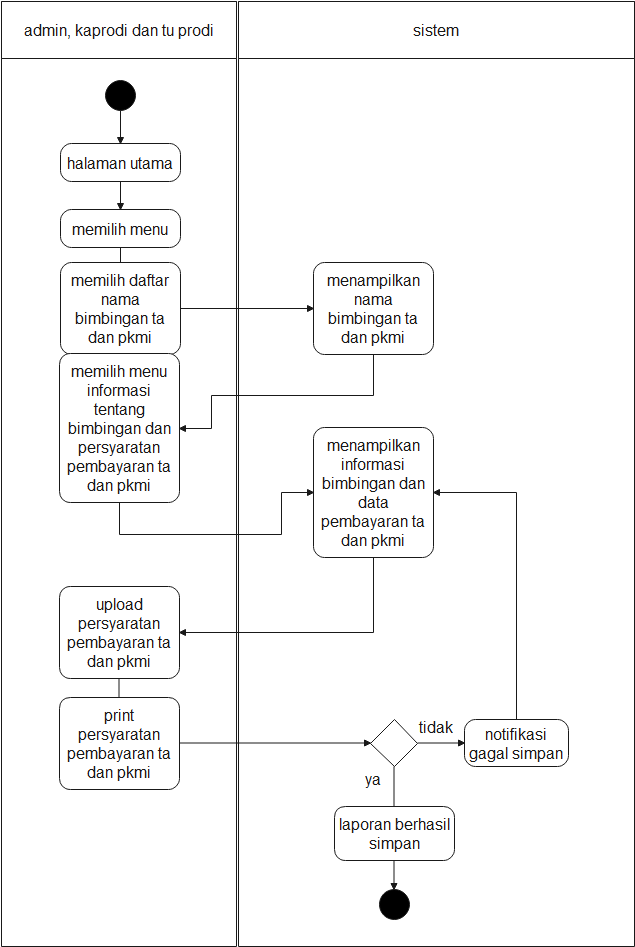 admin, kaprodi dan tu prodi
sistem
halaman utama
memilih menu
memilih daftar
nama
bimbingan ta
dan pkmi
menampilkan
nama
bimbingan ta
dan pkmi
memilih menu
informasi
tentang
bimbingan dan
persyaratan
pembayaran ta
dan pkmi
menampilkan
informasi
bimbingan dan
data
pembayaran ta
dan pkmi
upload
persyaratan
pembayaran ta
dan pkmi
print
persyaratan
pembayaran ta
dan pkmi
tidak
notifikasi
gagal simpan
ya
laporan berhasil
simpan